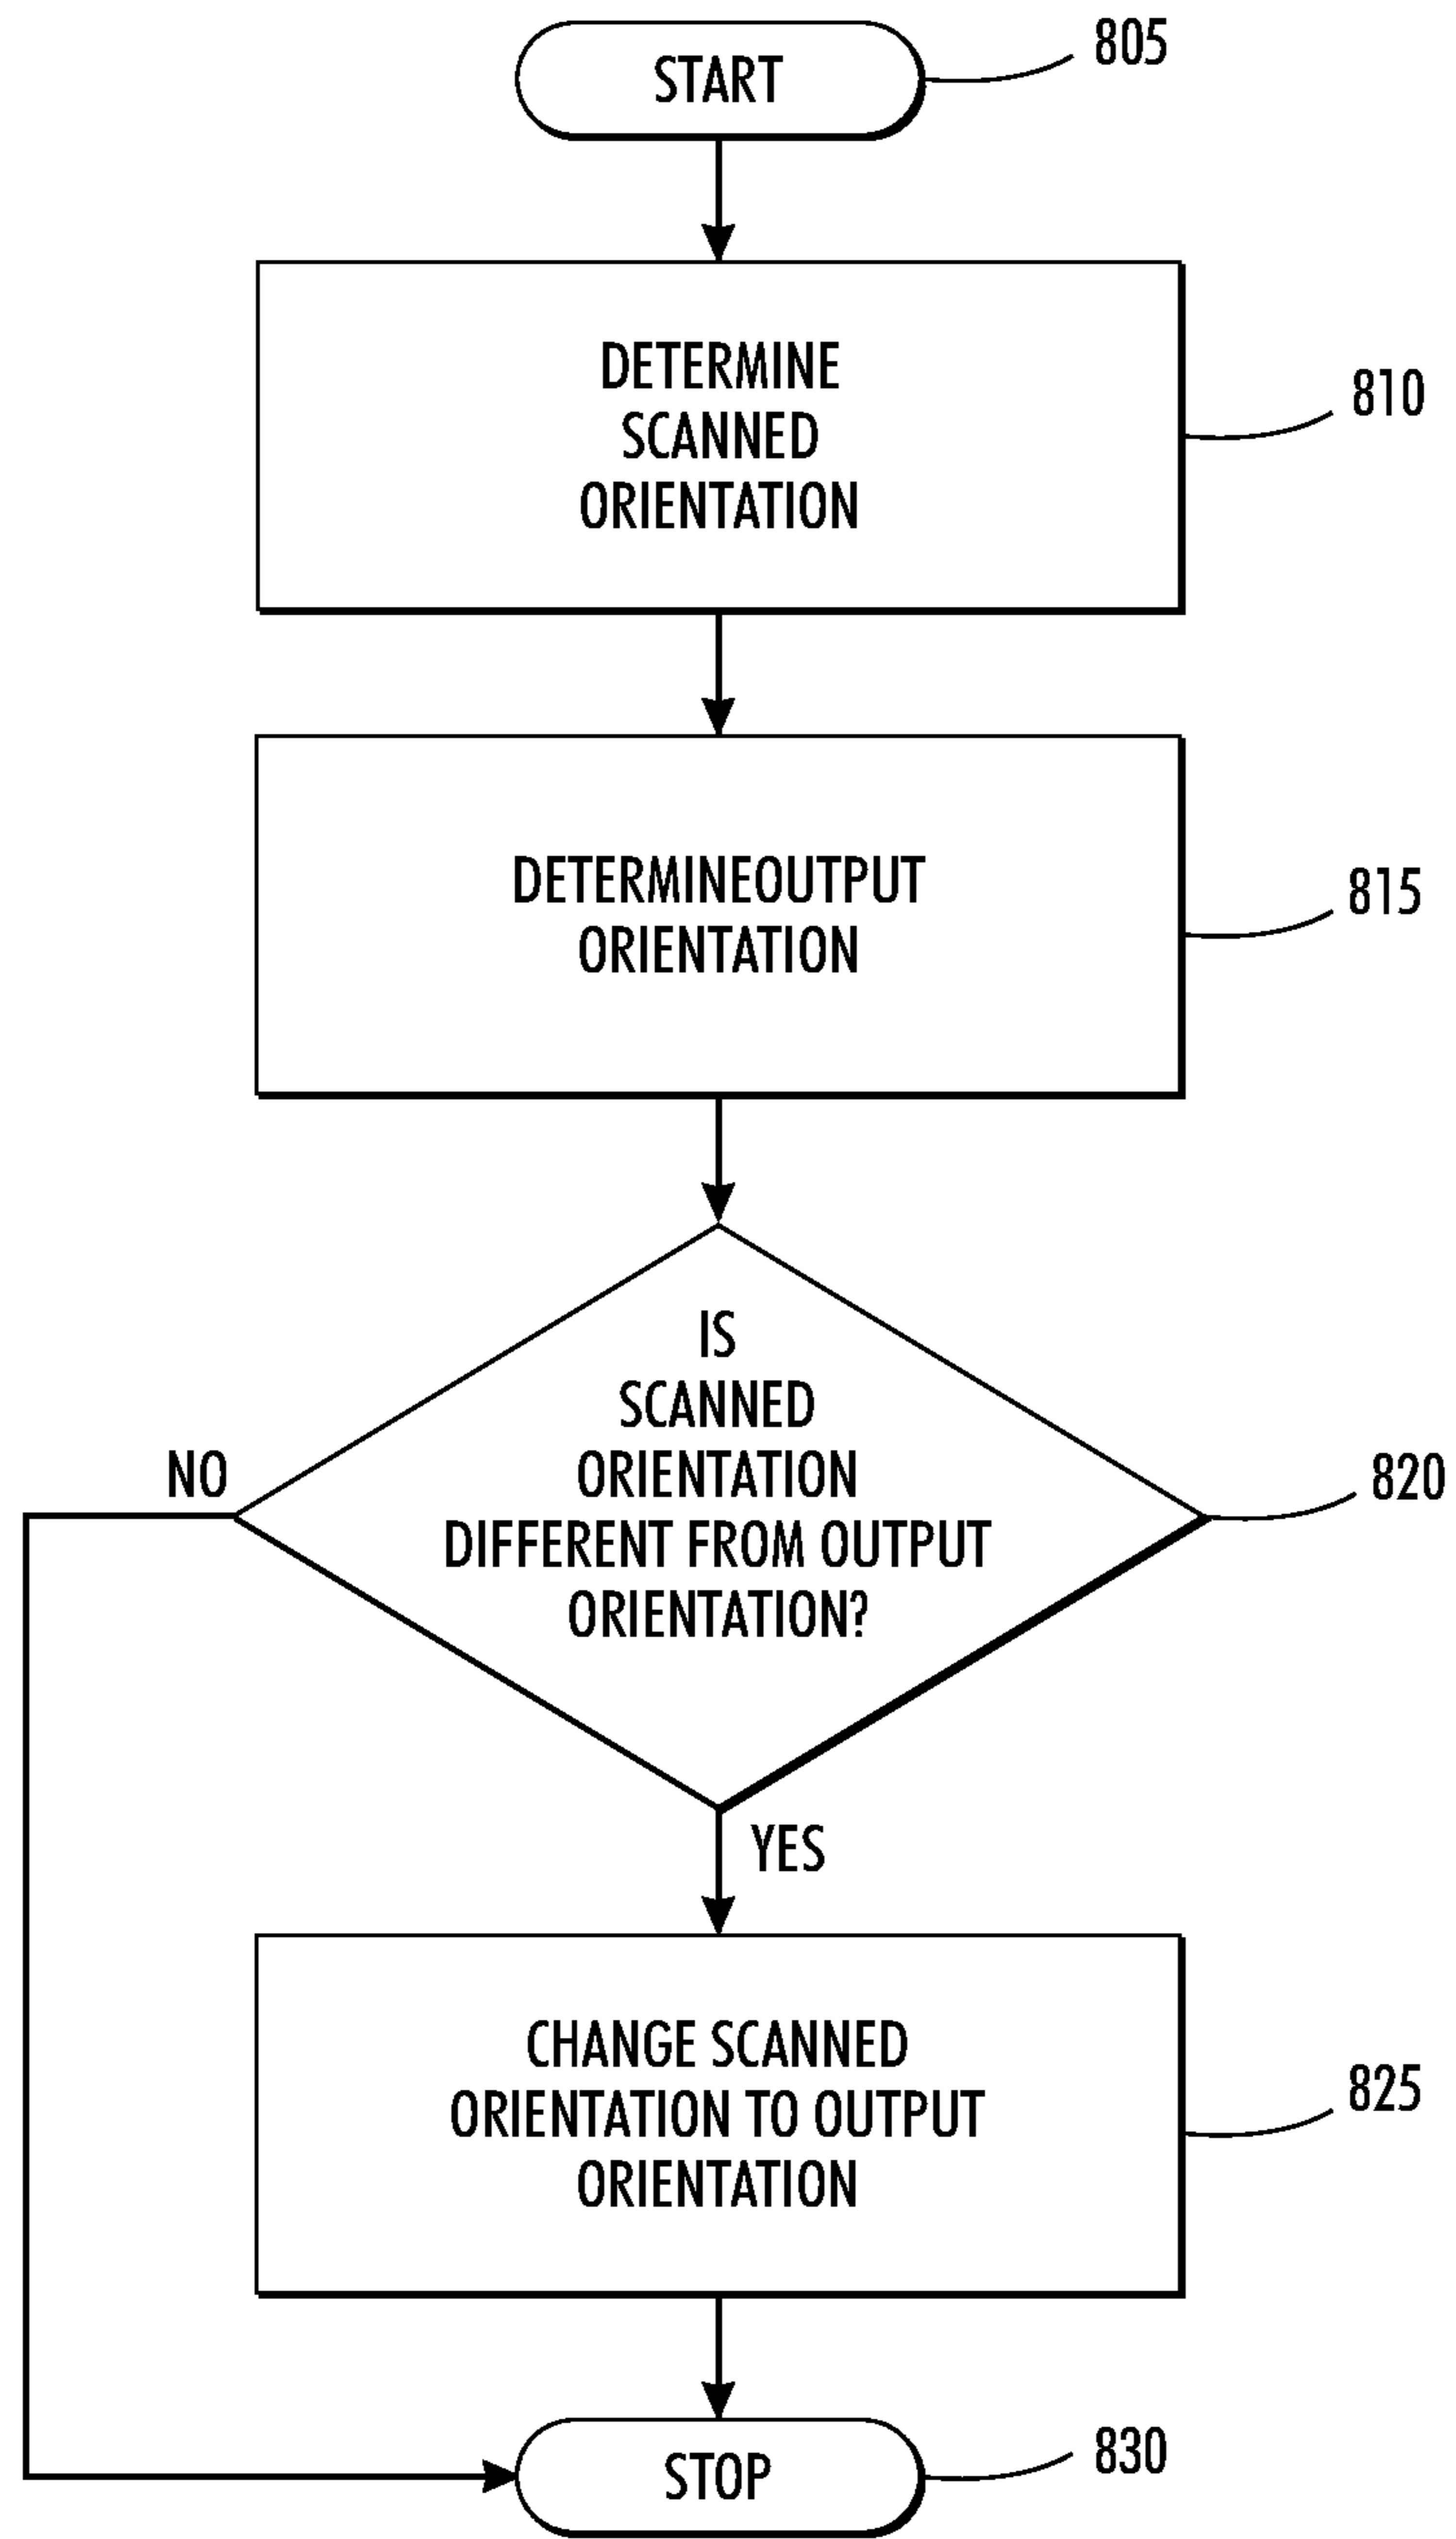 START
805
DETERMINE
SCANNED
ORIENTATION
810
DETERMINEOUTPUT
ORIENTATION
815
IS
SCANNED
ORIENTATION
DIFFERENT FROM OUTPUT
ORIENTATION?
NO
820
YES
CHANGE SCANNED
ORIENTATION TO OUTPUT
ORIENTATION
825
STOP
830